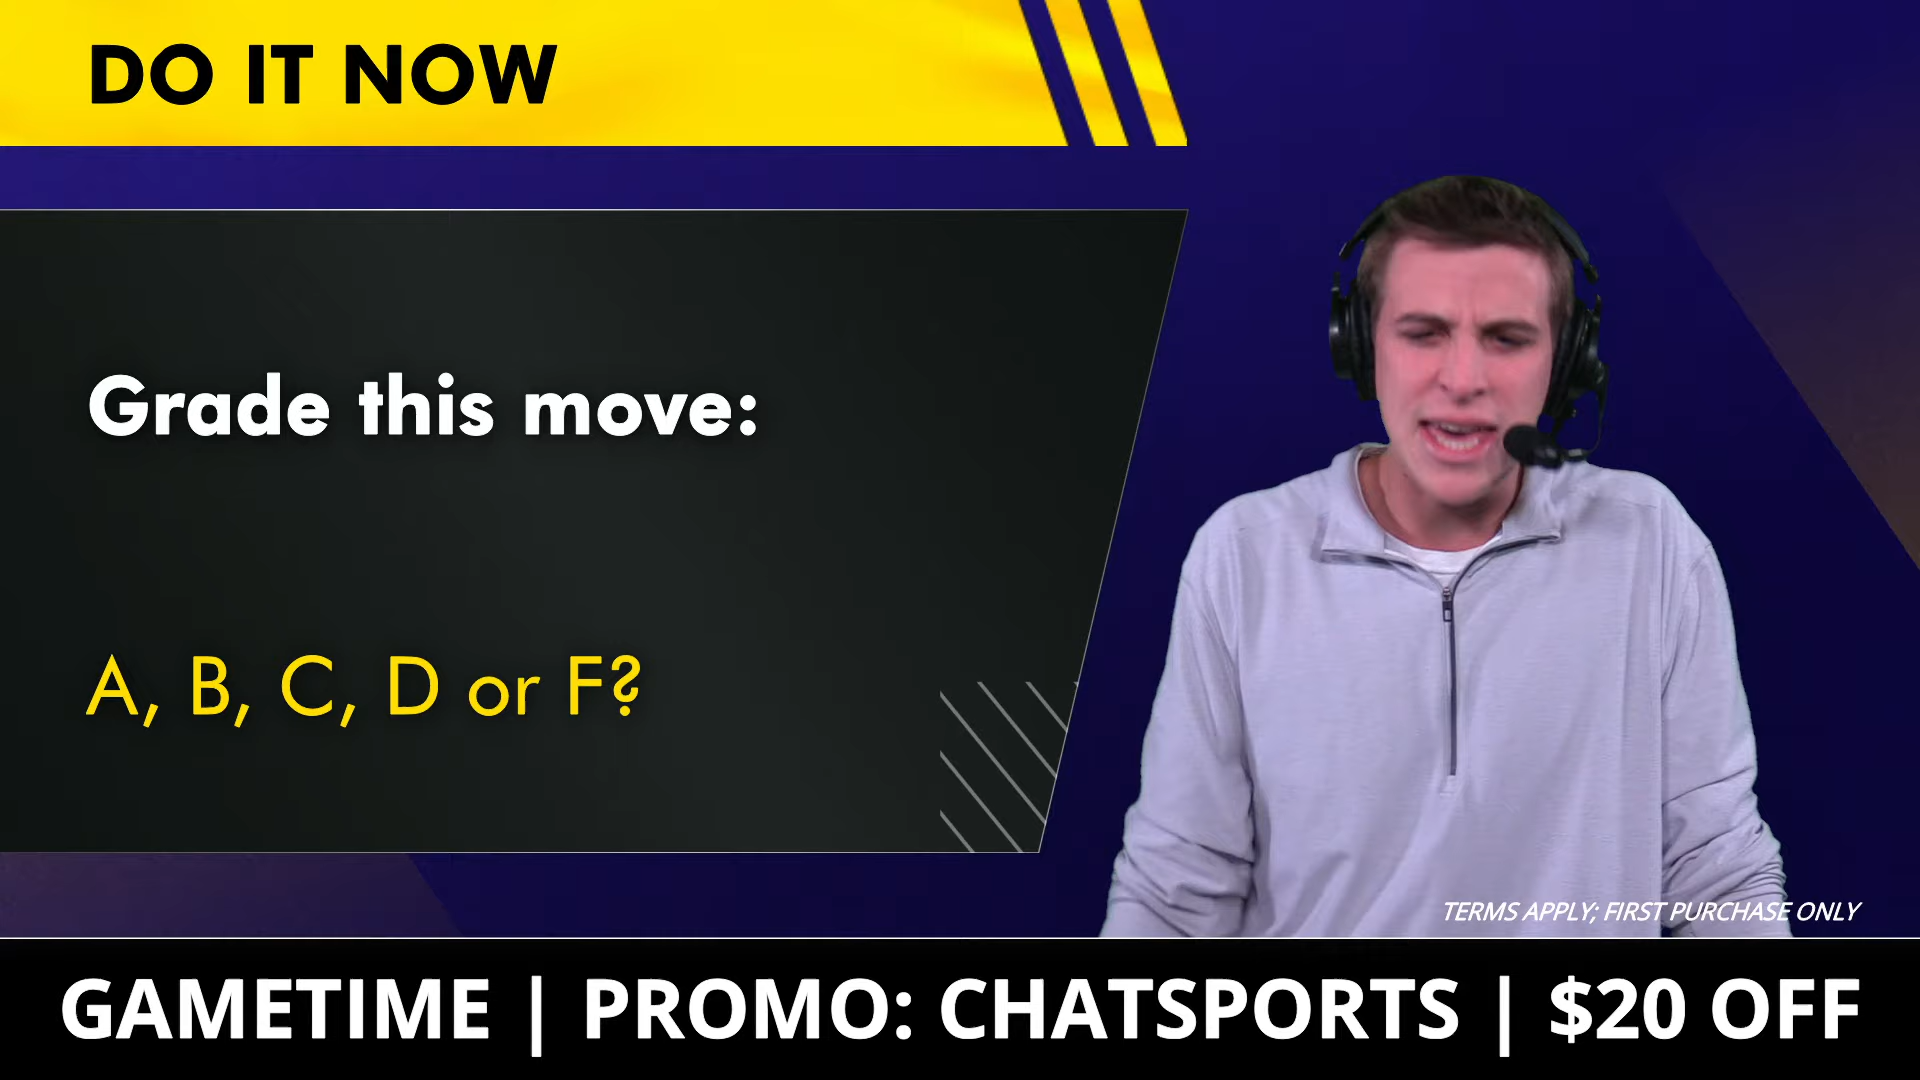 DO IT NOW
Grade this move:
A, B, C, D or F?
TERMS APPLY; FIRST PURCHASE ONLY
GAMETIME | PROMO: CHATSPORTS | $20 OFF